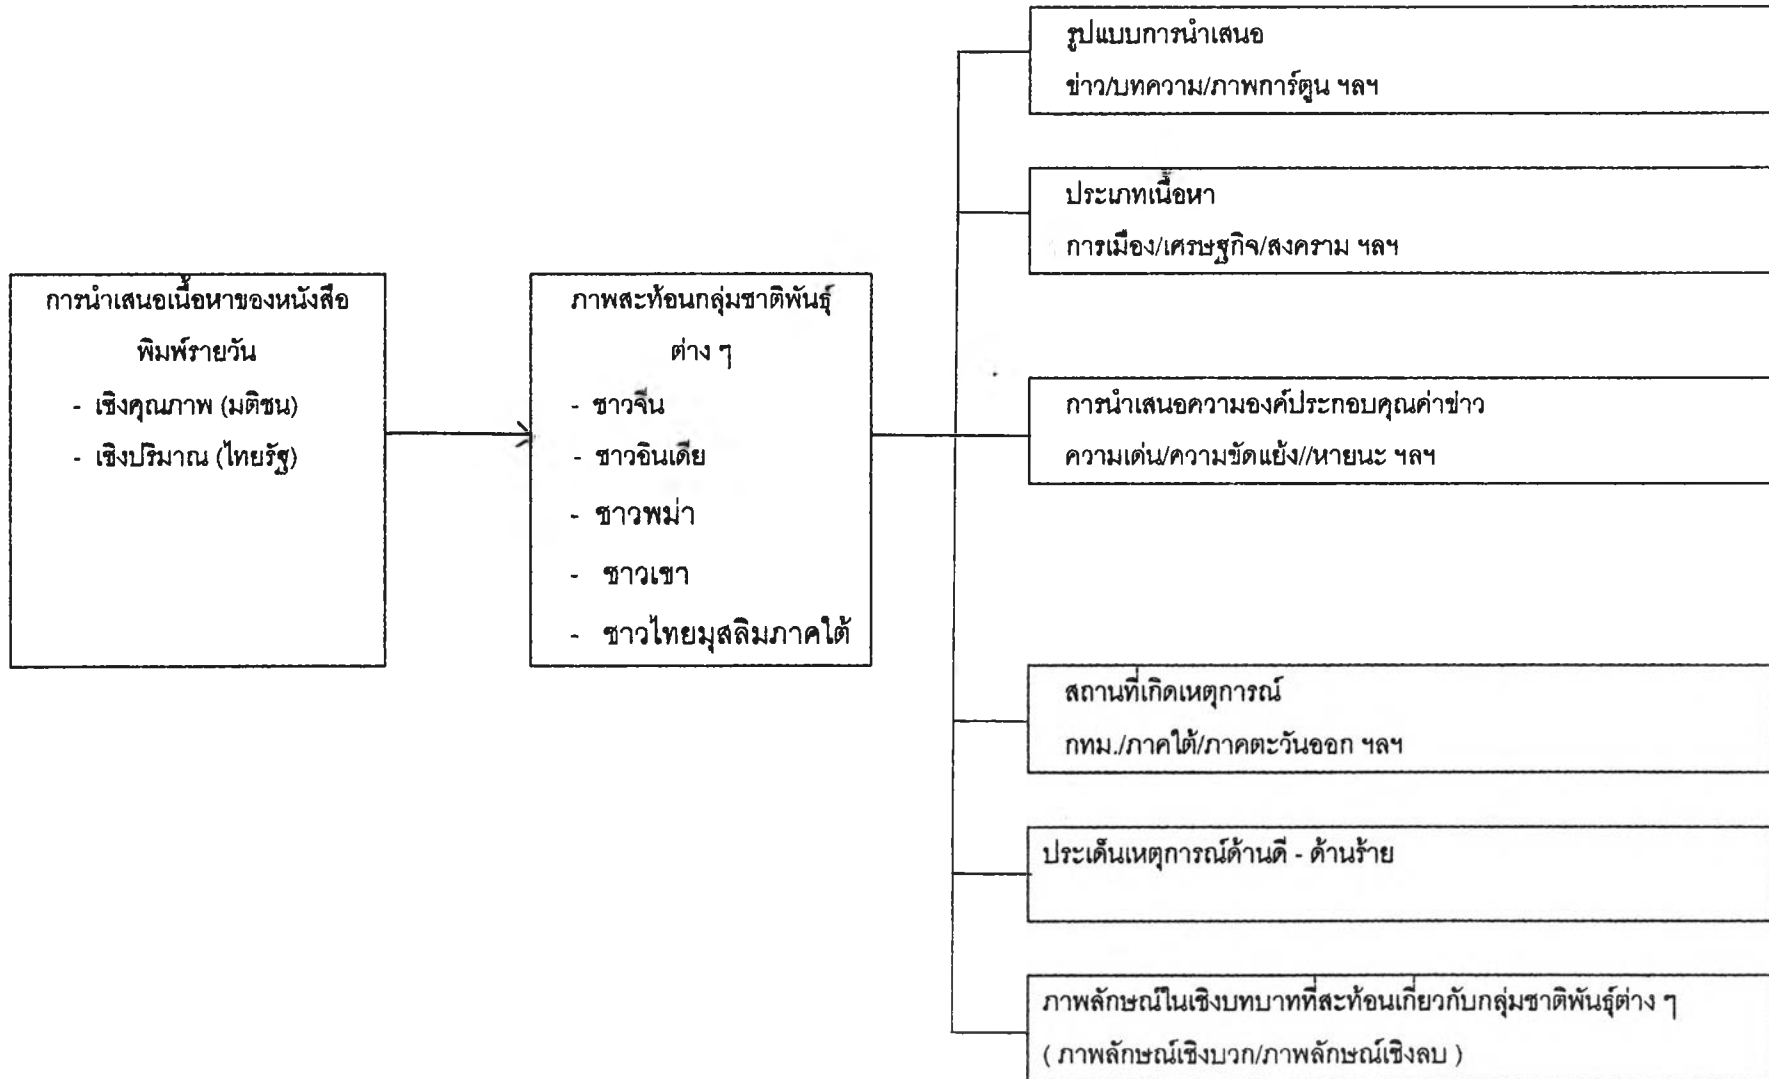 การนำเสนอเนื้อหาของหนังสือ
พิมพ์รายวัน
- เชิงคุณภาพ (มติชน)
- เชิงปริมาณ (ไทยรัฐ)
ภาพสะท้อนกลุ่มชาติพันธุ์
ต่าง ๆ
- ชาวจีน
- ชาวอินเดีย
- ชาวพม่า
- ชาวเขา
- ชาวไทยมุสลิมภาคใต้
รูปแบบการนำเสนอ
ข่าว/บทความ/ภาพการ์ตูน ฯลฯ
ประเภทเนื้อหา
การเมือง/เศรษฐกิจ/สงคราม ฯลฯ
การนำเสนอความองค์ประกอบคุณค่าข่าว
ความเด่น/ความขัดแย้ง//หายนะ ฯลฯ
สถานที่เกิดเหตุการณ์
กทม./ภาคใต้/ภาคตะวันออก ฯลฯ
ประเด็นเหตุการณ์ด้านดี - ด้านร้าย
ภาพลักษณ์ในเชิงบทบาทที่สะท้อนเกี่ยวกับกลุ่มชาติพันธุ์ต่าง ๆ
( ภาพลักษณ์เชิงบวก/ภาพลักษณ์เชิงลบ )